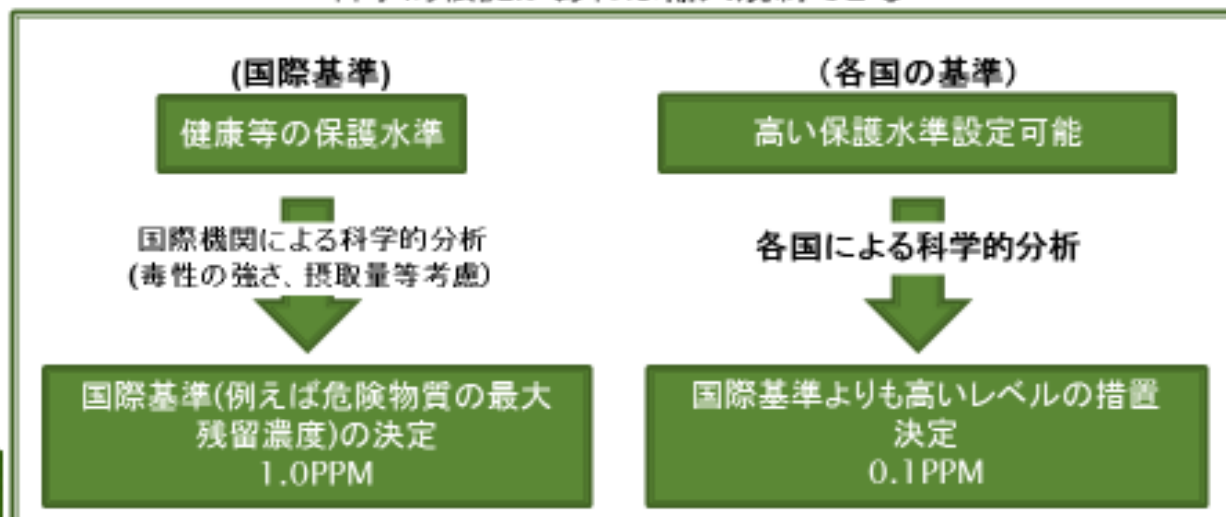 (国際基準)
健康等の保護水準
国際機関による科学的分析
(毒性の強さ、摂取量等考慮)
国際基準(例えば危険物質の最大
残留濃度)の決定
1.0PPM
(各国の基準)
高い保護水準設定可能
各国による科学的分析
国際基準よりも高いレベルの措置
決定
0.1PPM